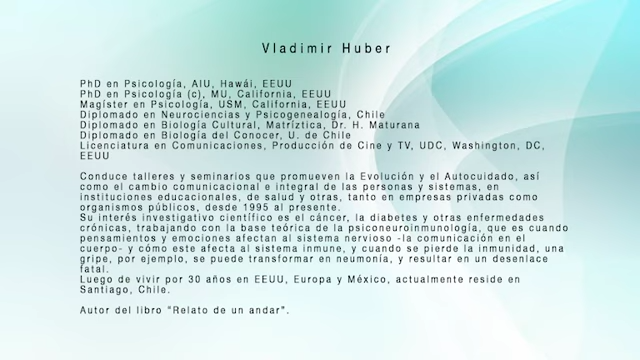 Vladimir Huber
PhD en Psicología, AIU, Hawái, EEUU
PhD en Psicología (c), MU, California, EEUU
Magíster en Psicología, USM, California, EEUU
Diplomado en Neurociencias y Psicogenealogía, Chile
Diplomado en Biología Cultural, Matríztica, Dr. H. Maturana
Diplomado en Biología del Conocer, U. de Chile
Licenciatura en Comunicaciones, Producción de Cine y TV, UDC, Washington, DC,
EEUU
Conduce talleres y seminarios que promueven la Evolución y el Autocuidado, así
como el cambio comunicacional e integral de las personas y sistemas, en
instituciones educacionales, de salud y otras, tanto en empresas privadas como
organismos públicos, desde 1995 al presente.
Su interés investigativo científico es el cáncer, la diabetes y otras enfermedades
crónicas, trabajando con la base teórica de la psiconeuroinmunología, que es cuando
pensamientos y emociones afectan al sistema nervioso -la comunicación en el
cuerpo- y cómo este afecta al sistema inmune, y cuando se pierde la inmunidad, una
gripe, por ejemplo, se puede transformar en neumonía, y resultar en un desenlace
fatal.
Luego de vivir por 30 años en EEUU, Europa y México, actualmente reside en
Santiago, Chile.
Autor del libro “Relato de un andar”.